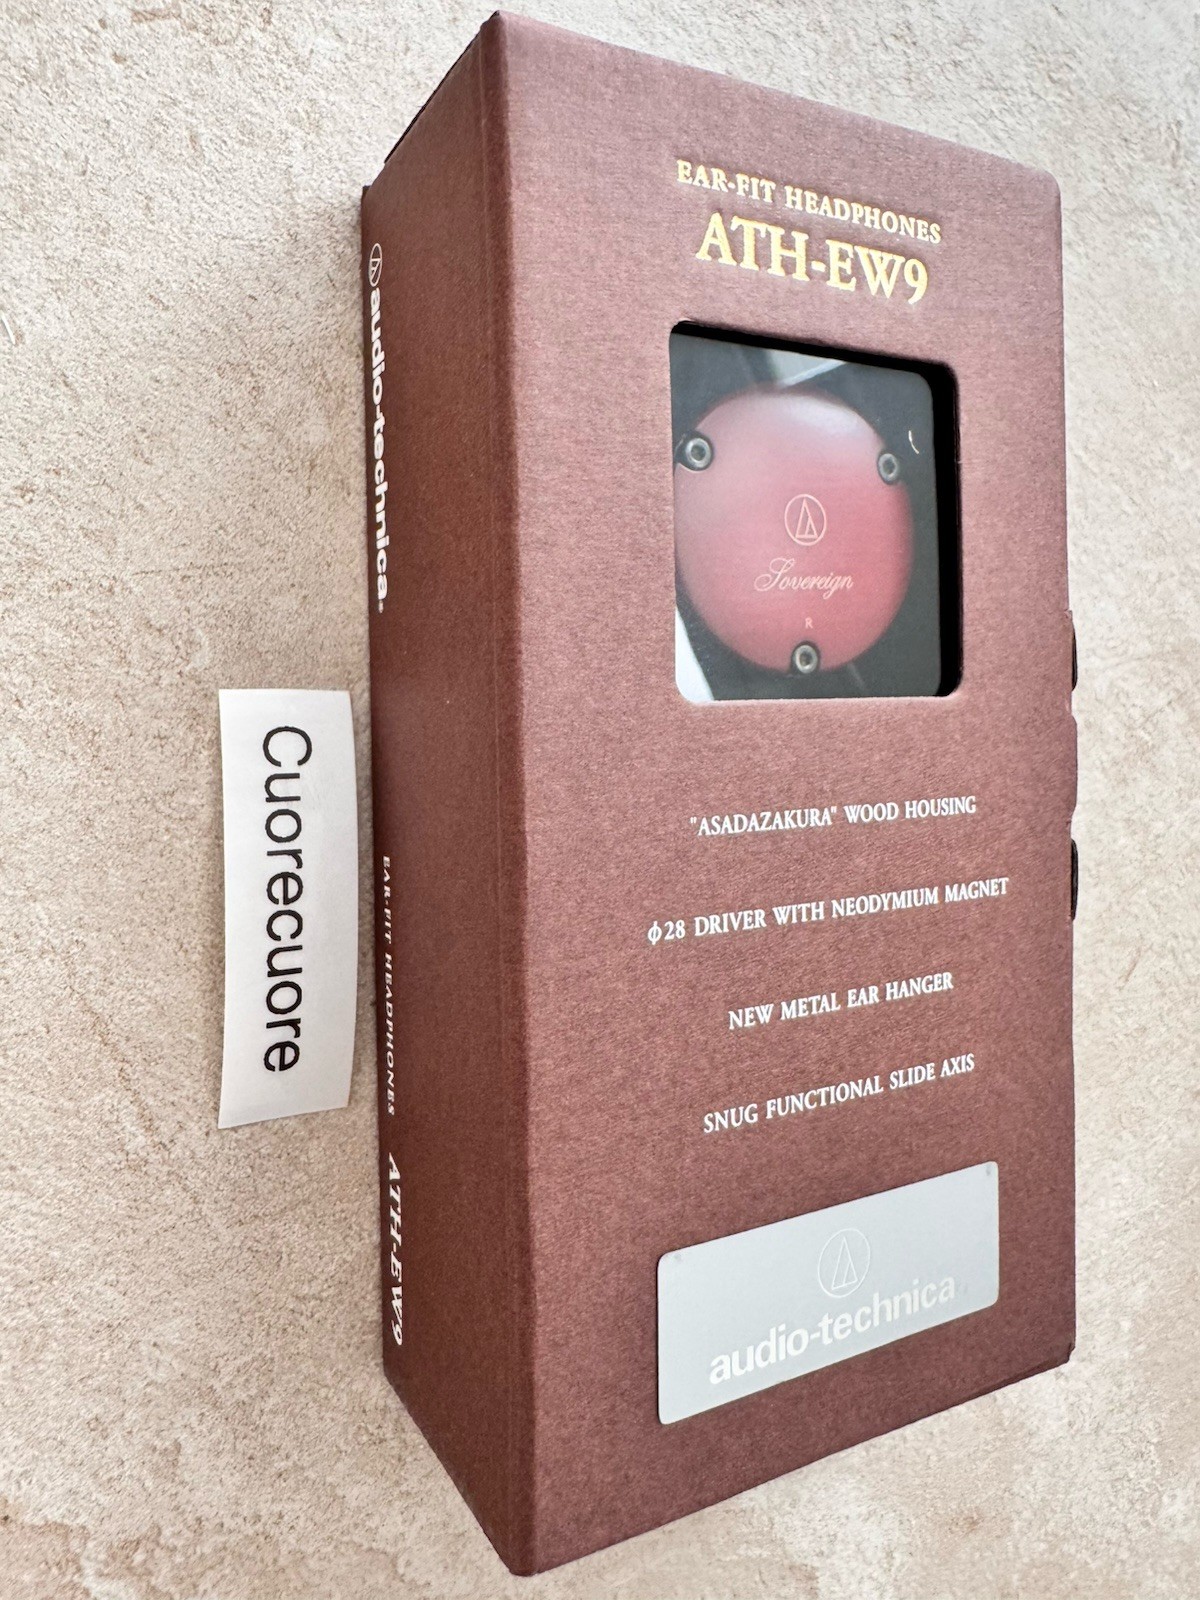 EAR-FIT HEADPHONES
ATH-EW9
Sovereign
R
"ASADAZAKURA" WOOD HOUSING
ϕ28 DRIVER WITH NEODYMIUM MAGNET
NEW METAL EAR HANGER
SNUG FUNCTIONAL SLIDE AXIS
audio-technica
audio-technica®
EAR-FIT HEADPHONES ATH-EW9
Cuorecuore